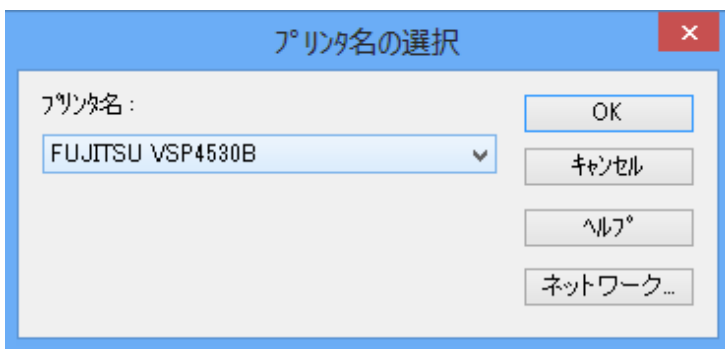 ﾌﾟﾘﾝﾀ名の選択
ﾌﾟﾘﾝﾀ名：
FUJITSU VSP4530B
OK
ｷｬﾝｾﾙ
ﾍﾙﾌﾟ
ネットワーク...